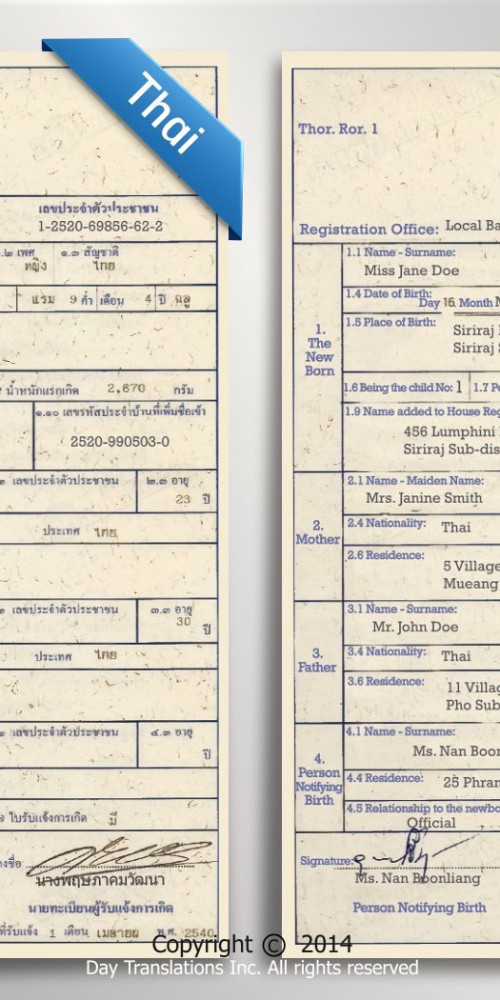 Thai
เลขประจำตัวประชาชน
1-2520-69856-62-2
๑.๒ เพศ ๑.๓ สัญชาติ
หญิง ไทย
แรม 9 ค่ำ เดือน 4 ปี ฉลู
น้ำหนักแรกเกิด 2,670 กรัม
๑.๑๐ เลขรหัสประจำบ้านที่เพิ่มชื่อเข้า
2520-990503-0
เลขประจำตัวประชาชน ๒.๓ อายุ
23 ปี
ประเทศ ไทย
เลขประจำตัวประชาชน ๓.๓ อายุ
30 ปี
ประเทศ ไทย
เลขประจำตัวประชาชน ๔.๓ อายุ
ปี
ใบรับแจ้งการเกิด มี
นางพฤษภาคมวัฒนา
นายทะเบียนผู้รับแจ้งการเกิด
1 เดือน เมษายน พ.ศ. 2540
Thor. Ror. 1
Registration Office: Local Ba
1. The New Born
1.1 Name - Surname:
Miss Jane Doe
1.4 Date of Birth:
Day 16 Month
1.5 Place of Birth: Siriraj
Siriraj
1.6 Being the child No: 1 1.7 P
1.9 Name added to House Reg
456 Lumphini
Siriraj Sub-dis
2. Mother
2.1 Name - Maiden Name:
Mrs. Janine Smith
2.4 Nationality: Thai
2.6 Residence: 5 Village
Mueang
3. Father
3.1 Name - Surname:
Mr. John Doe
3.4 Nationality: Thai
3.6 Residence: 11 Villag
Pho Sub
4. Person Notifying Birth
4.1 Name - Surname:
Ms. Nan Boon
4.4 Residence: 25 Phran
4.5 Relationship to the newbo
Official
Signature:
Ms. Nan Boonliang
Person Notifying Birth
Copyright © 2014
Day Translations Inc. All rights reserved